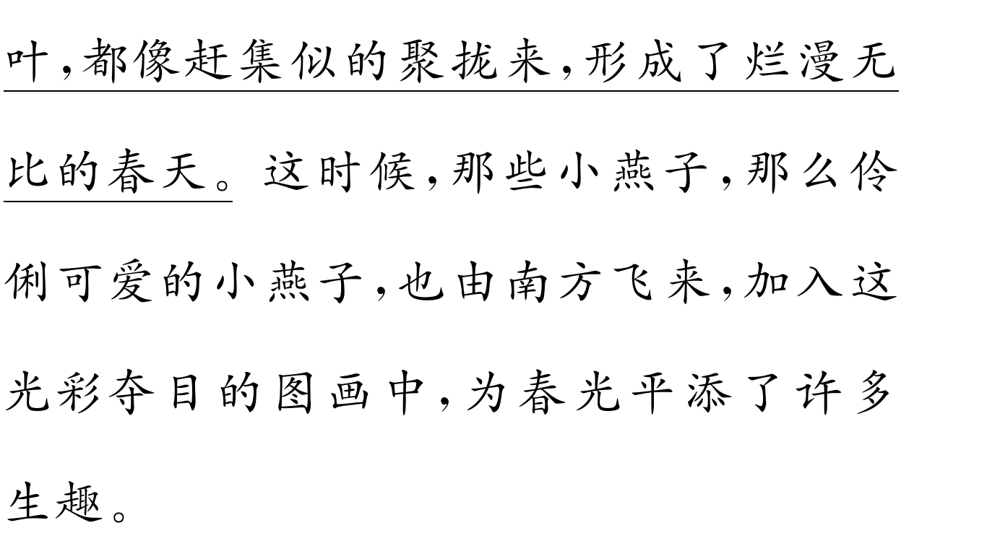 叶,都像赶集似的聚拢来,形成了烂漫无
比的春天。这时候,那些小燕子,那么伶
俐可爱的小燕子,也由南方飞来,加入这
光彩夺目的图画中,为春光平添了许多
生趣。